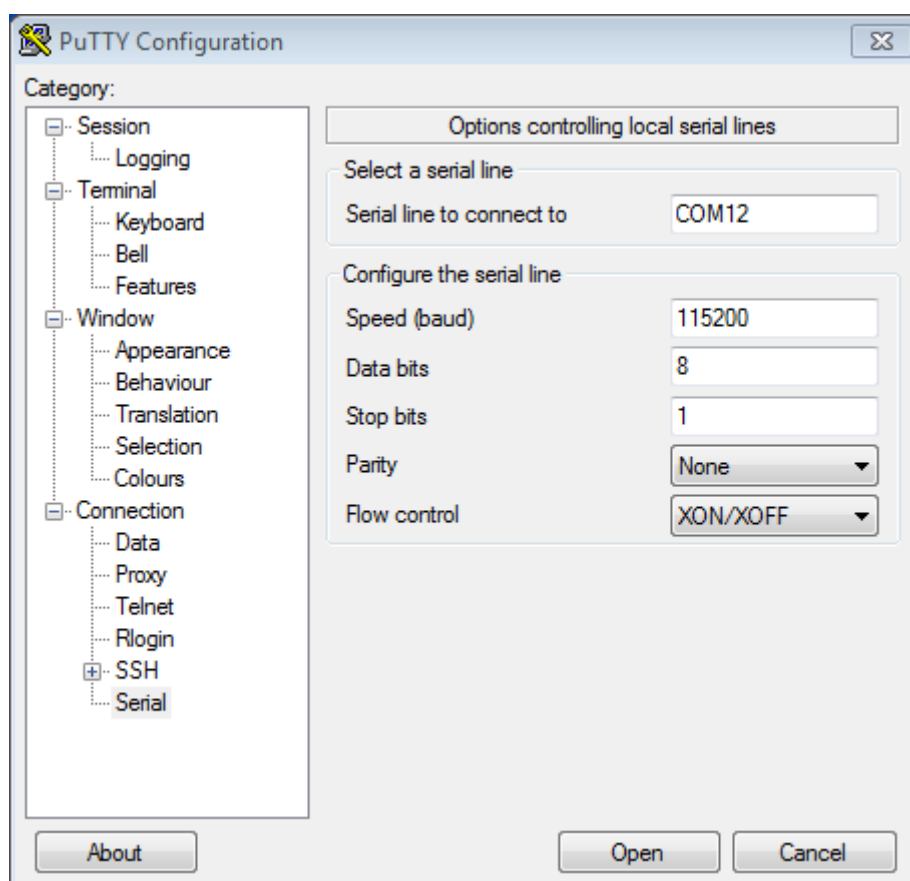 PuTTY Configuration
Category:
Session
Logging
Terminal
Keyboard
Bell
Features
Window
Appearance
Behaviour
Translation
Selection
Colours
Connection
Data
Proxy
Telnet
Rlogin
SSH
Serial
Options controlling local serial lines
Select a serial line
Serial line to connect to COM12
Configure the serial line
Speed (baud) 115200
Data bits 8
Stop bits 1
Parity None
Flow control XON/XOFF
About Open Cancel